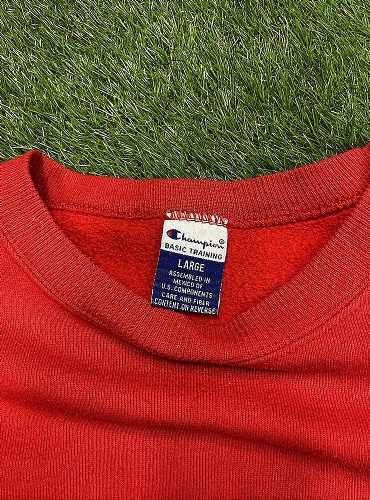 Champion
BASIC TRAINING
LARGE
ASSEMBLED IN
MEXICO OF
U.S. COMPONENTS
CARE AND FIBER
CONTENT ON REVERSE